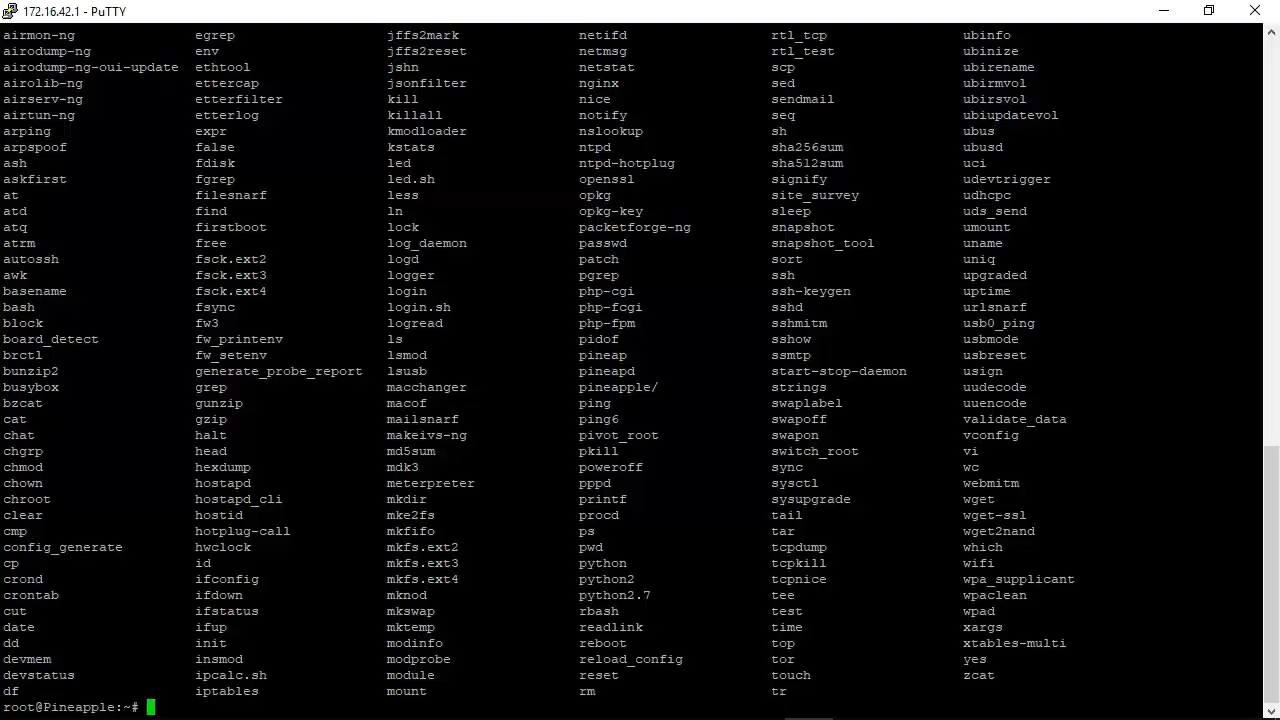 172.16.42.1 - PuTTY
airmon-ng egrep jffs2mark netifd rtl_tcp ubinfo
airodump-ng env jffs2reset netmsg rtl_test ubinize
airodump-ng-oui-update ethtool jshn netstat scp ubirename
airolib-ng ettercap jsonfilter nginx sed ubirmvol
airserv-ng etterfilter kill nice sendmail ubirsvol
airtun-ng etterlog killall notify seq ubiupdatevol
arping expr kmodloader nslookup sh ubus
arpspoof false kstats ntpd sha256sum ubusd
ash fdisk led ntpd-hotplug sha512sum uci
askfirst fgrep led.sh openssl signify udevtrigger
at filesnarf less opkg site_survey udhcpc
atd find ln opkg-key sleep uds_send
atq firstboot lock packetforge-ng snapshot umount
atrm free log_daemon passwd snapshot_tool uname
autossh fsck.ext2 logd patch sort uniq
awk fsck.ext3 logger pgrep ssh upgraded
basename fsck.ext4 login php-cgi ssh-keygen uptime
bash fsync login.sh php-fcgi sshd urlsnarf
block fw3 logread php-fpm sshmitm usb0_ping
board_detect fw_printenv ls pidof sshow usbmode
brctl fw_setenv lsmod pineap ssmtp usbreset
bunzip2 generate_probe_report lsusb pineapd start-stop-daemon usign
busybox grep macchanger pineapple/ strings uudecode
bzcat gunzip macof ping swaplabel uuencode
cat gzip mailsnarf ping6 swapoff validate_data
chat halt makeivs-ng pivot_root swapon vconfig
chgrp head md5sum pkill switch_root vi
chmod hexdump mdk3 poweroff sync wc
chown hostapd meterpreter pppd sysctl webmitm
chroot hostapd_cli mkdir printf sysupgrade wget
clear hostid mke2fs procd tail wget-ssl
cmp hotplug-call mkfifo ps tar wget2nand
config_generate hwclock mkfs.ext2 pwd tcpdump which
cp id mkfs.ext3 python tcpkill wifi
crond ifconfig mkfs.ext4 python2 tcpnice wpa_supplicant
crontab ifdown mknod python2.7 tee wpaclean
cut ifstatus mkswap rbash test wpad
date ifup mktemp readlink time xargs
dd init modinfo reboot top xtables-multi
devmem insmod modprobe reload_config tor yes
devstatus ipcalc.sh module reset touch zcat
df iptables mount rm tr
root@Pineapple:~#